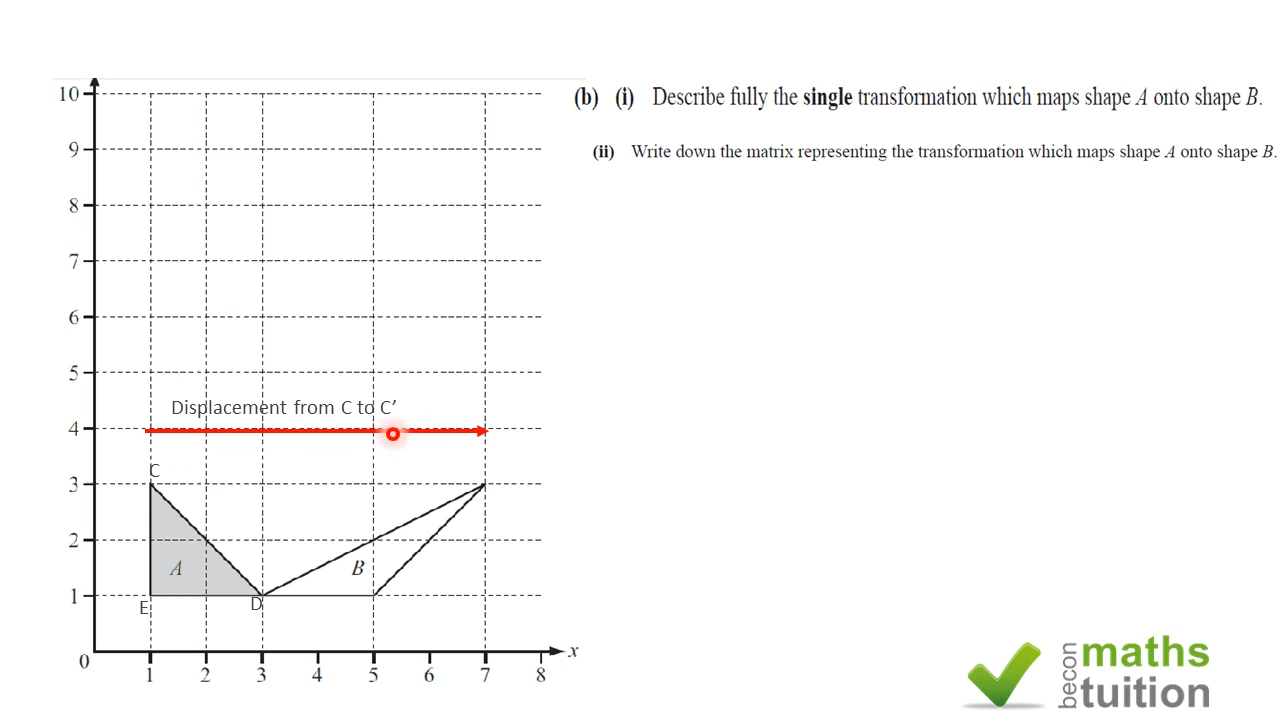 (b) (i) Describe fully the single transformation which maps shape A onto shape B.
(ii) Write down the matrix representing the transformation which maps shape A onto shape B.
10
9
8
7
6
5
Displacement from C to C’
4
C
3
2
A
B
1
E
D
0
1 2 3 4 5 6 7 8
x
becon
maths
tuition